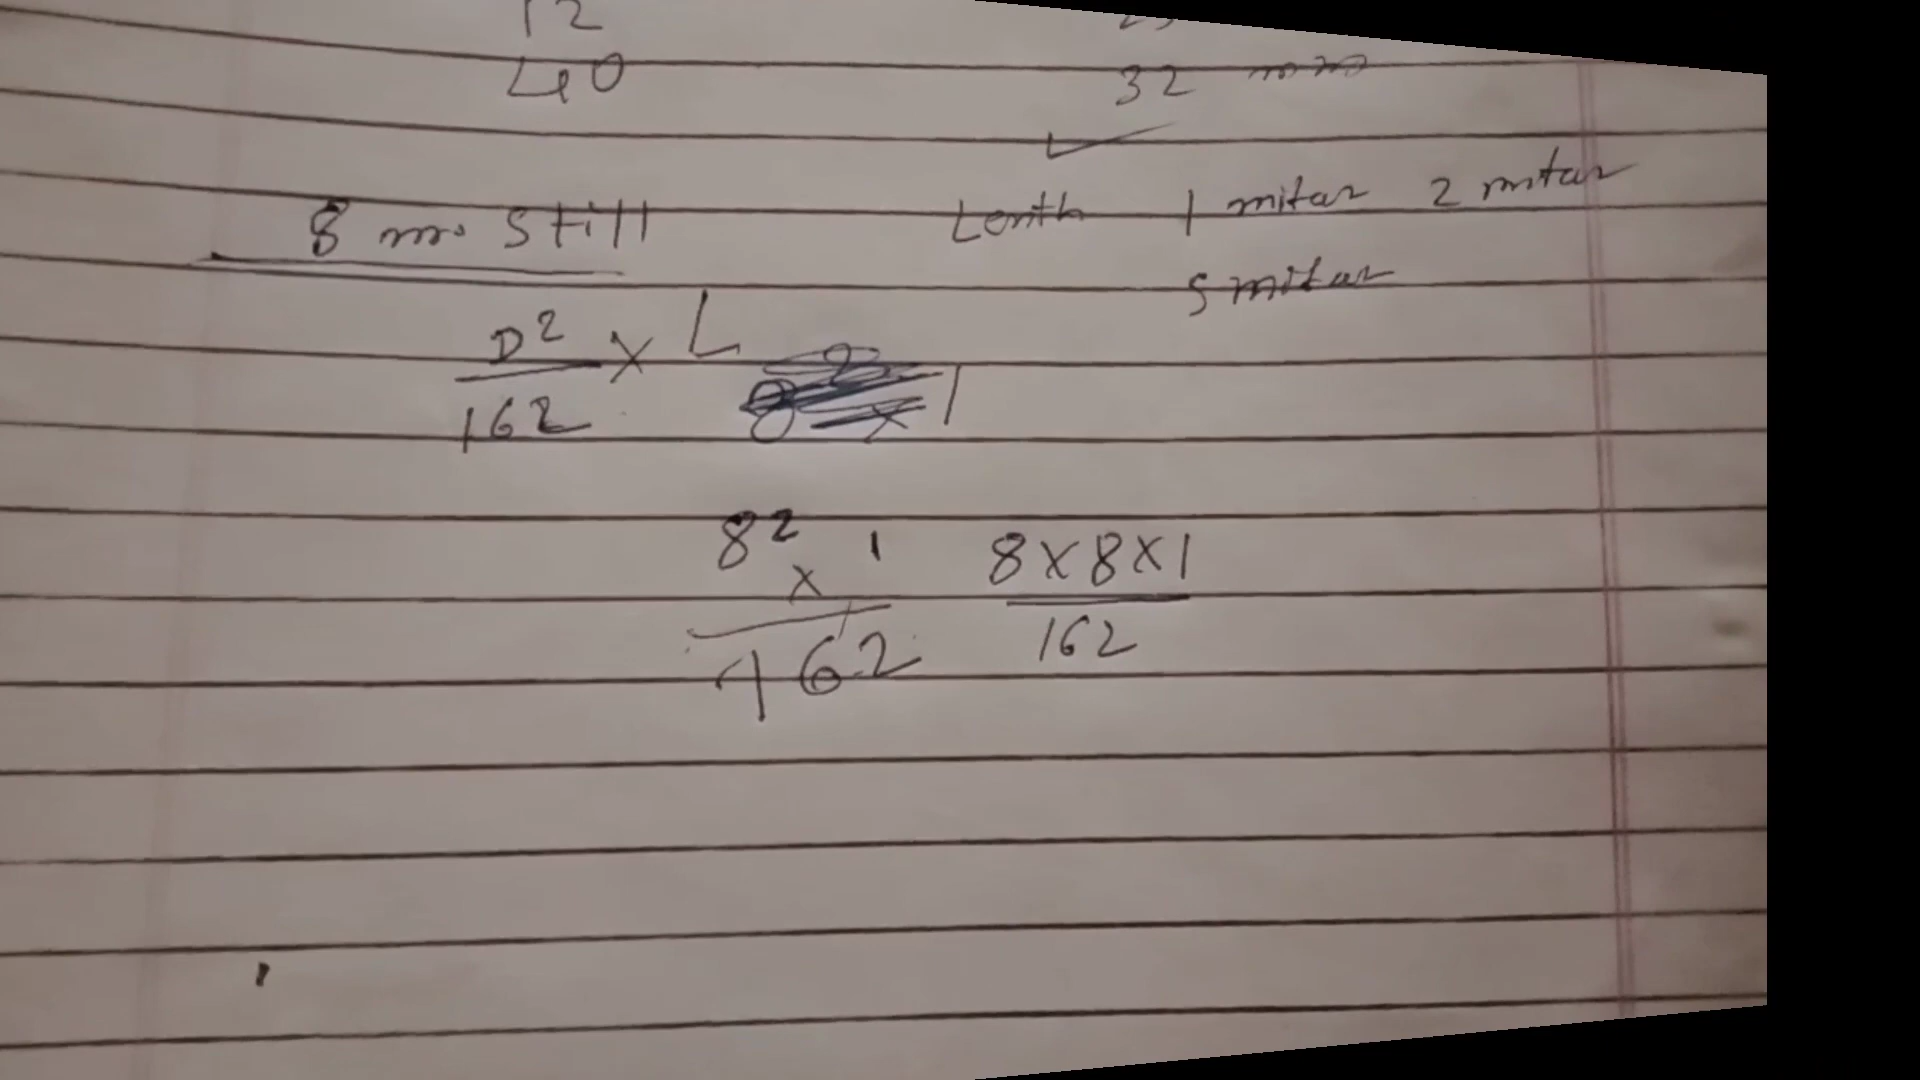 12
40 32 mm
8 mm Still Lenth 1 mitar 2 mitar
5 mitar
D²/162 × L
8² × 1 / 162 8×8×1 / 162